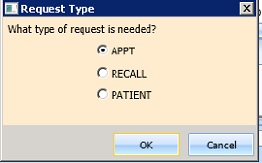 Request Type
What type of request is needed?
APPT
RECALL
PATIENT
OK
Cancel